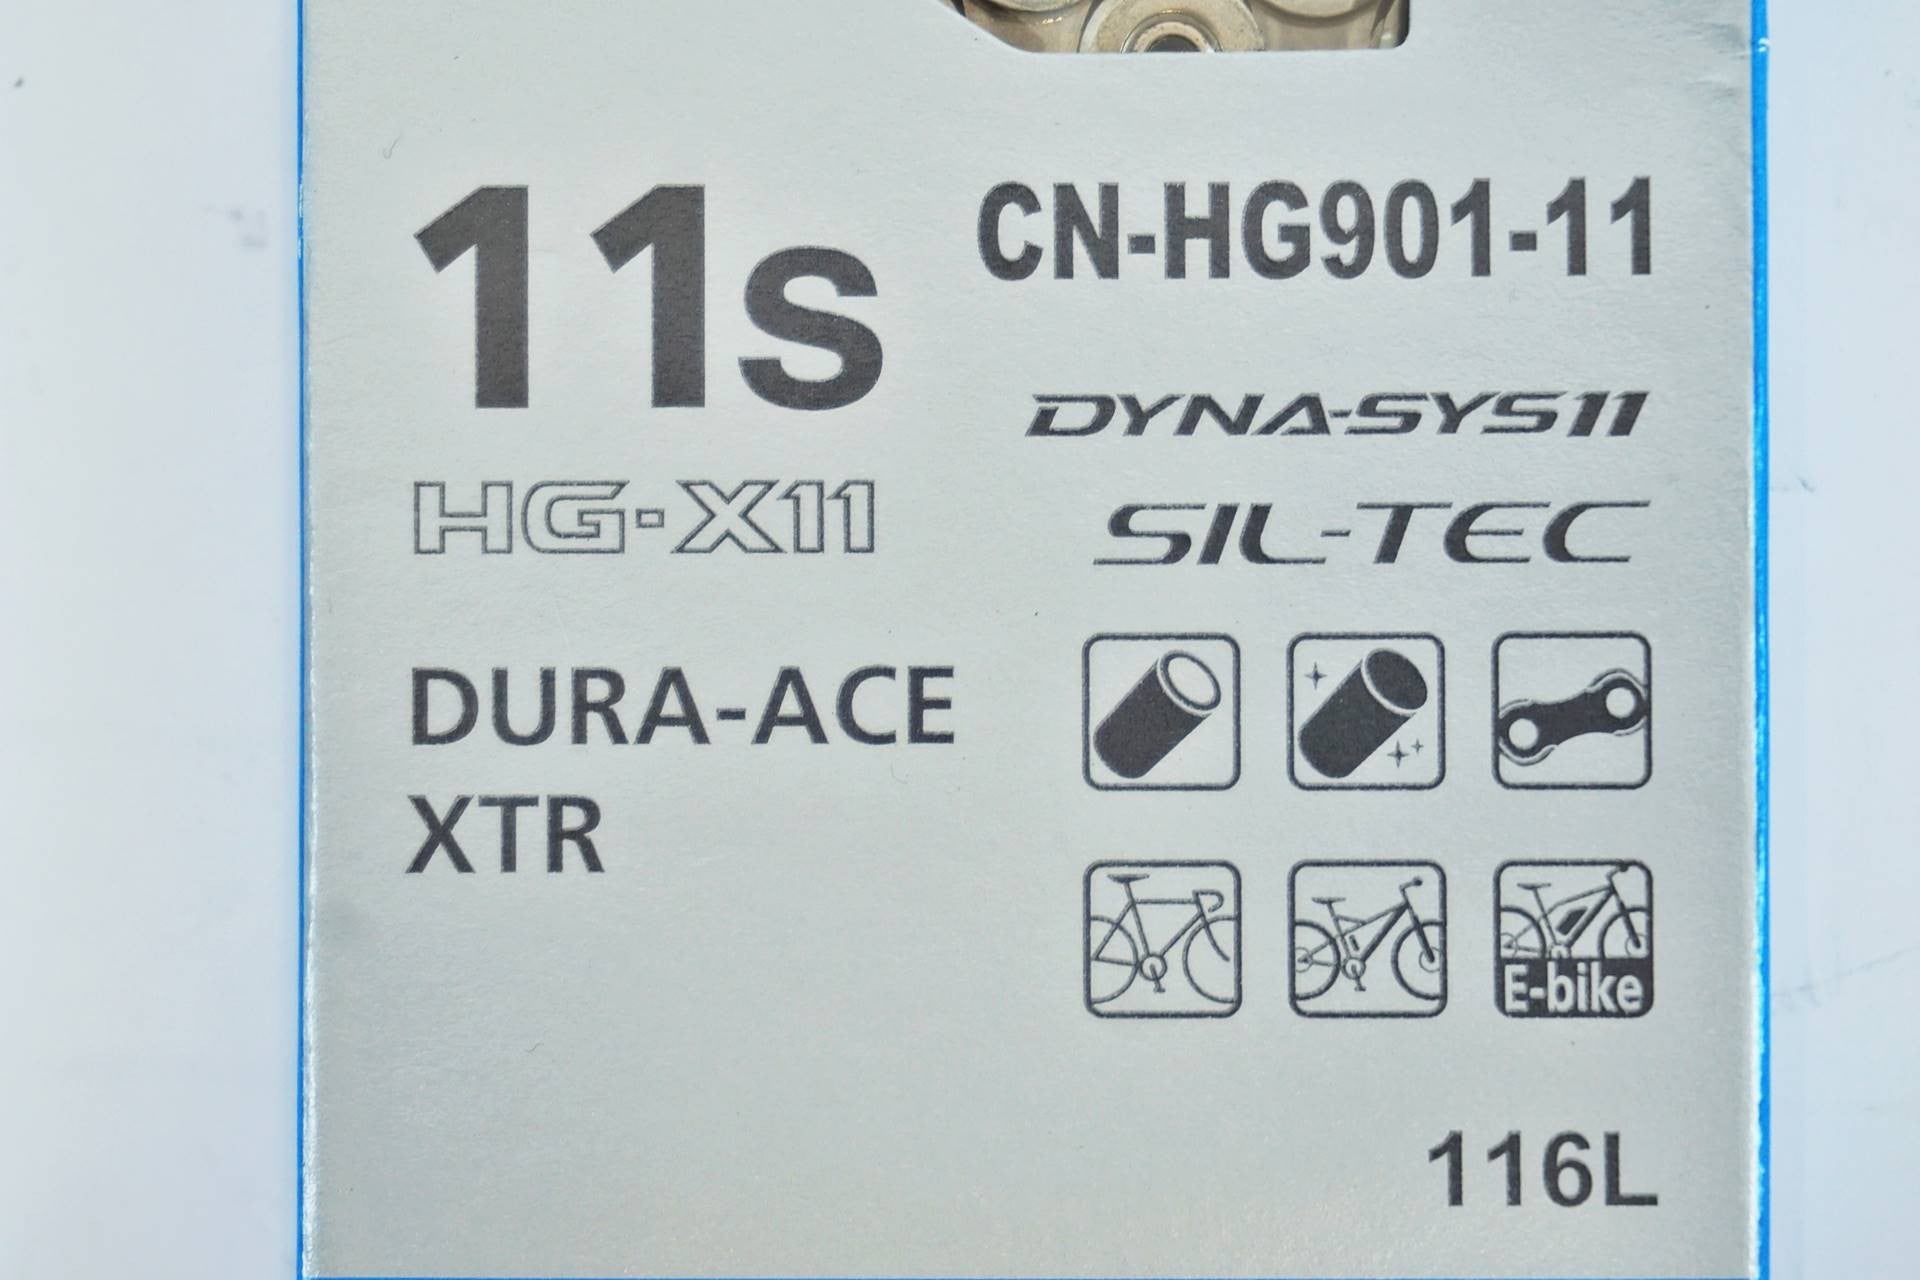 11s
CN-HG901-11
DYNA-SYS11
HG-X11
SIL-TEC
DURA-ACE
XTR
E-bike
116L